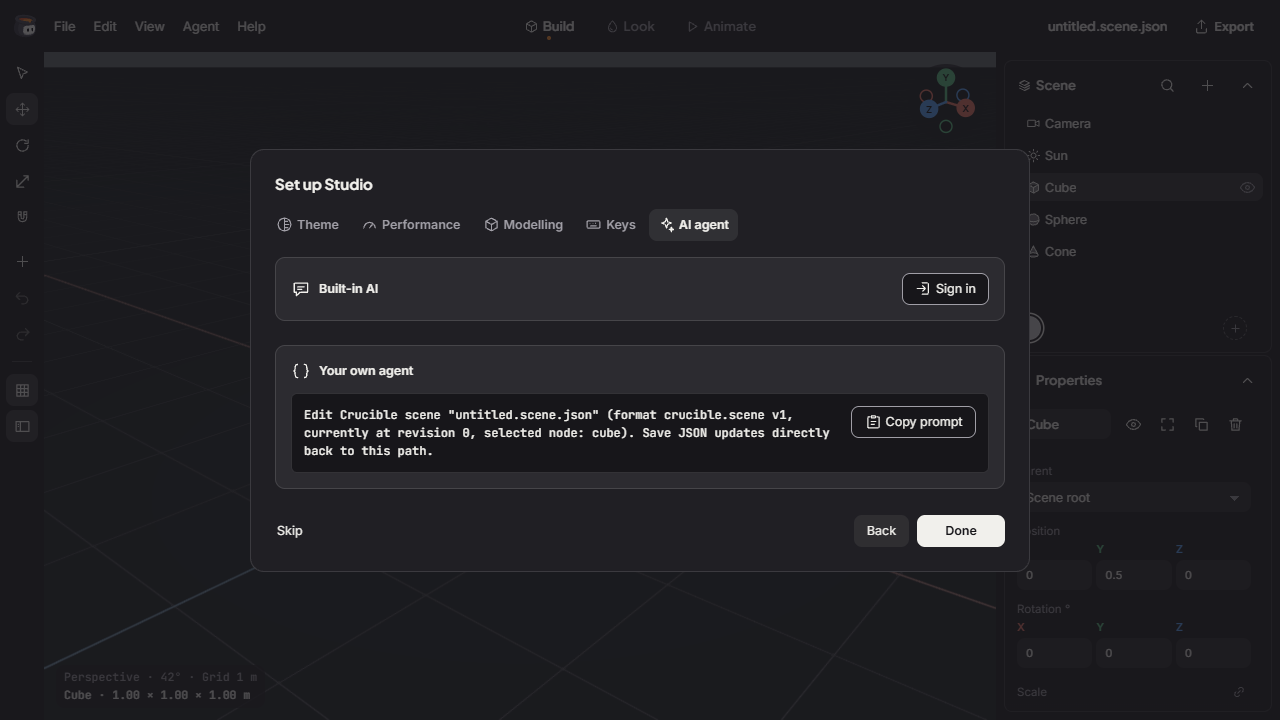 File Edit View Agent Help
Build Look Animate
untitled.scene.json Export
Y
Z X
Scene
Camera
Sun
Cube
Sphere
Cone
Set up Studio
Theme Performance Modelling Keys AI agent
Built-in AI Sign in
Your own agent
Edit Crucible scene "untitled.scene.json" (format crucible.scene v1,
currently at revision 0, selected node: cube). Save JSON updates directly
back to this path.
Copy prompt
Skip Back Done
Properties
Cube
Scene root
Y Z
0 0.5 0
Rotation *
X Y Z
0 0 0
Scale
Perspective · 42° · Grid 1 m
Cube · 1.00 × 1.00 × 1.00 m